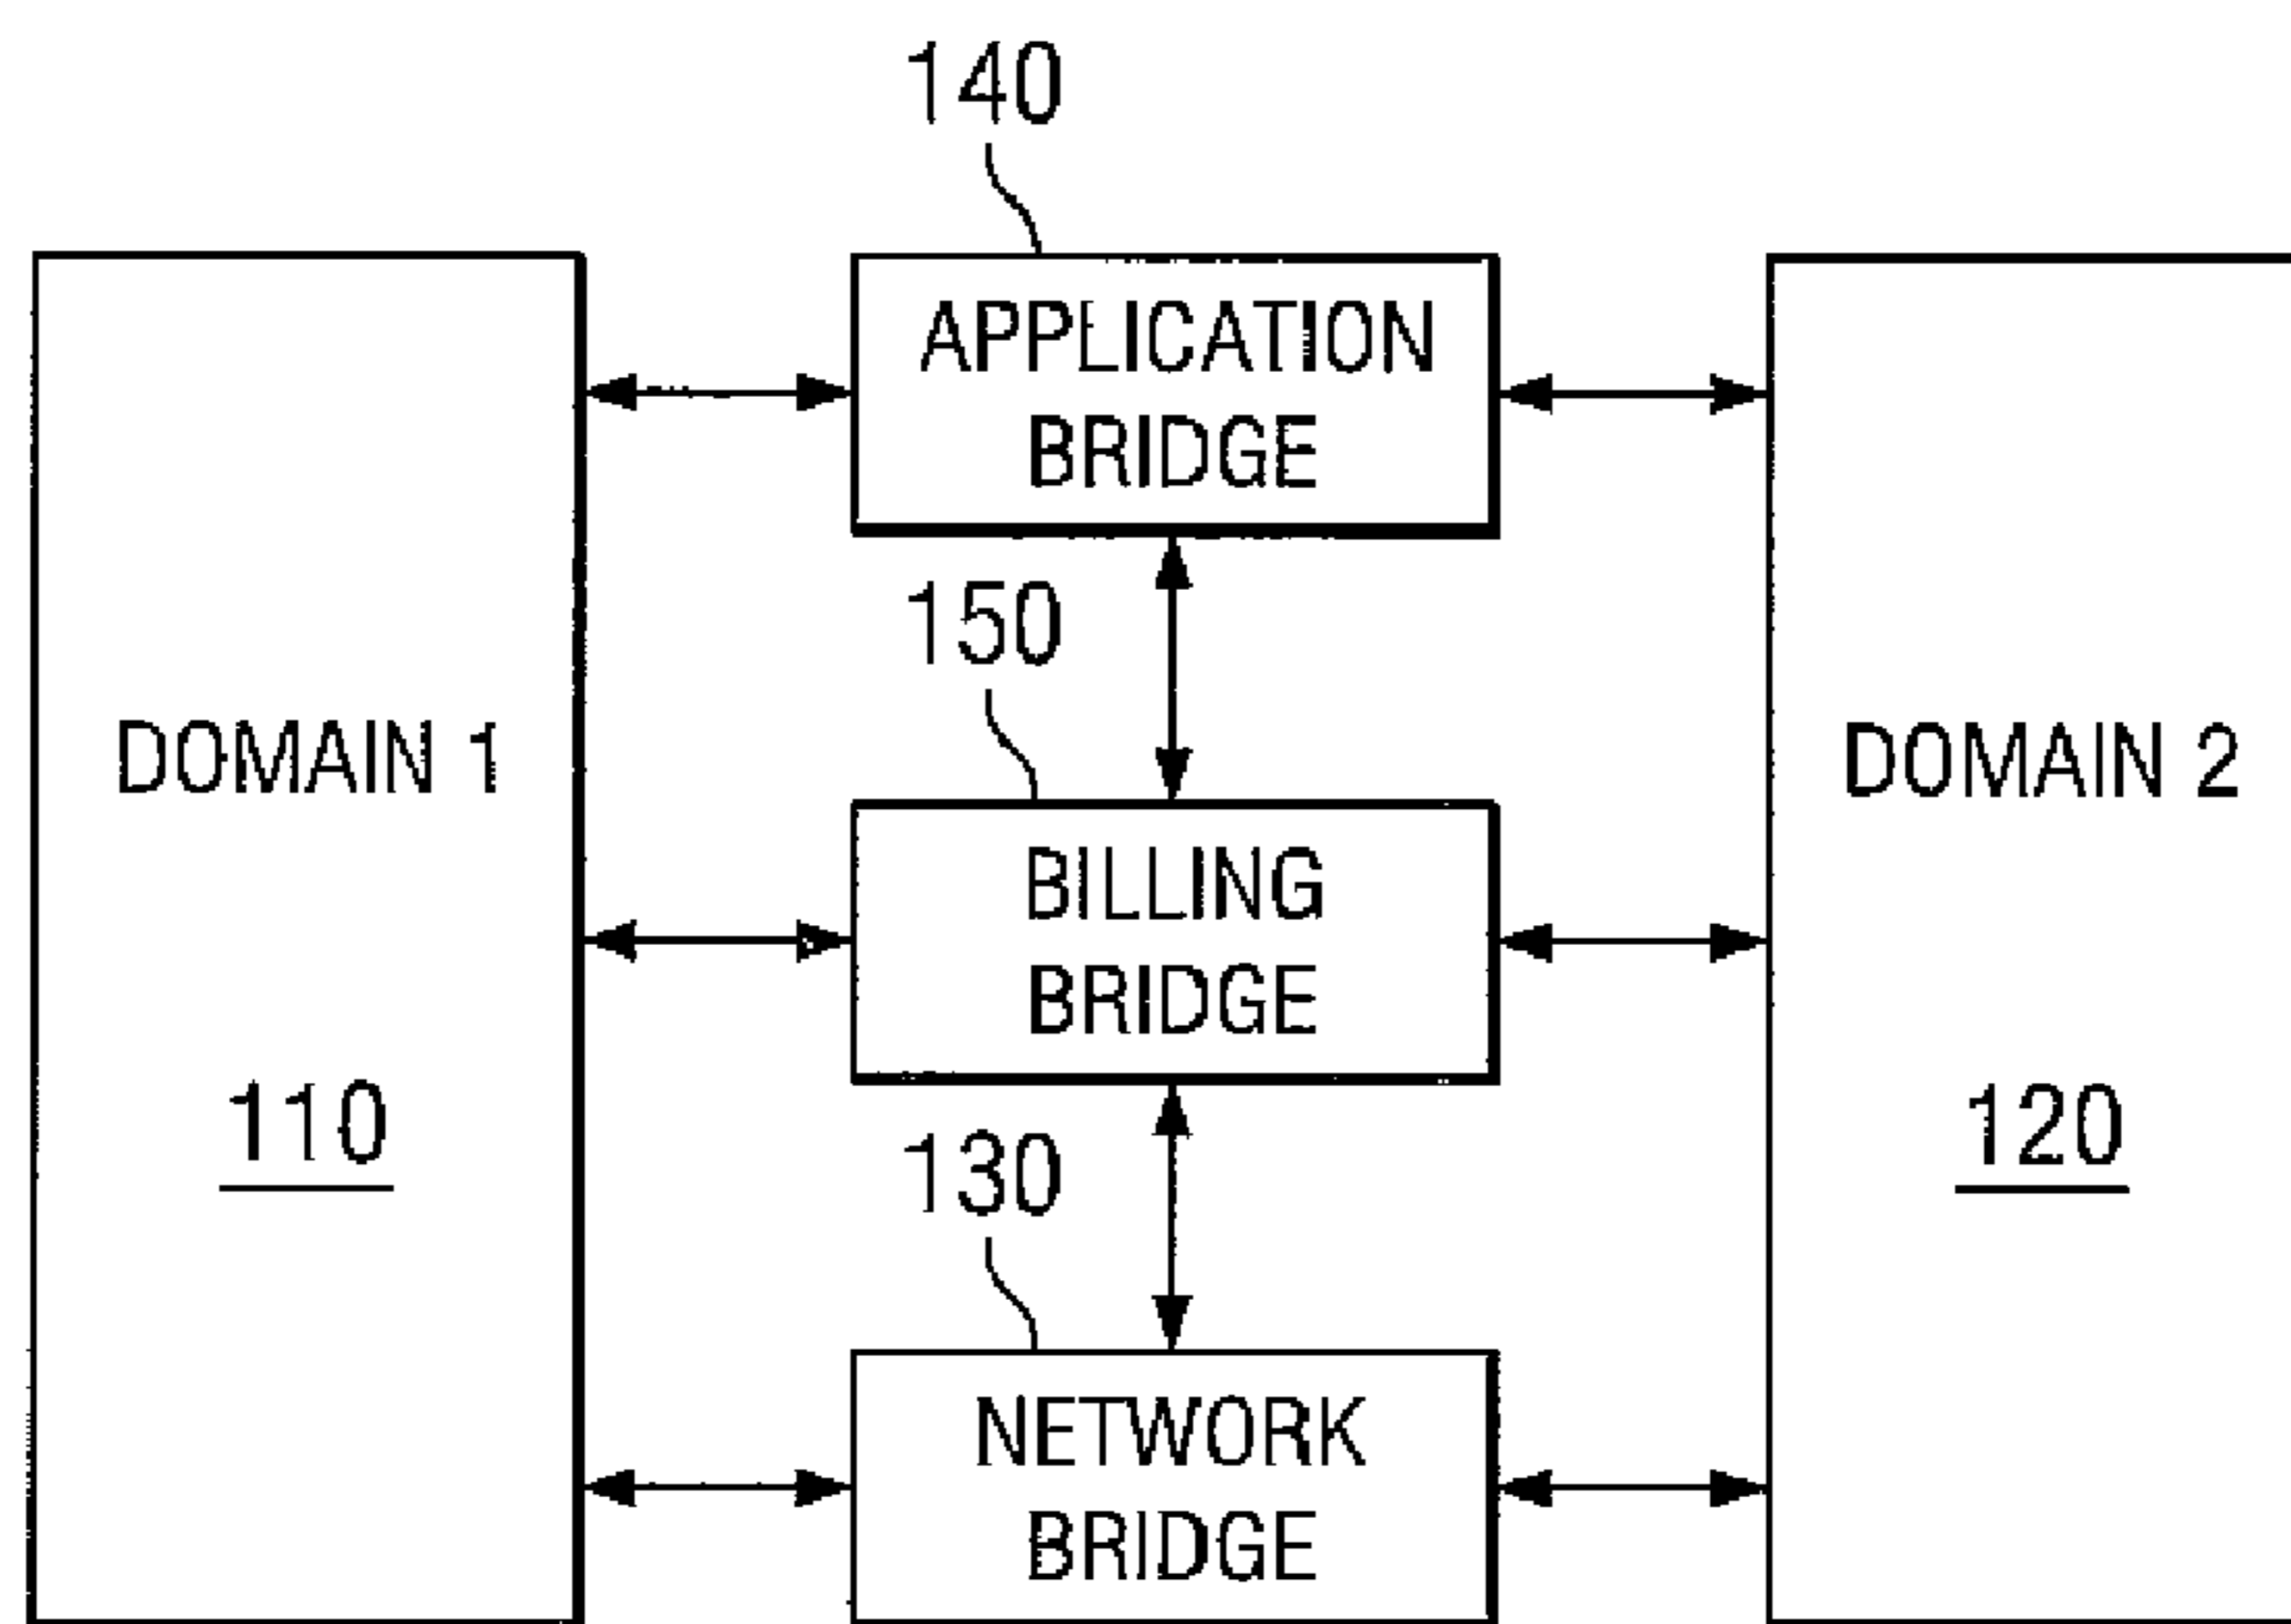 140
APPLICATION
BRIDGE
150
DOMAIN 1
DOMAIN 2
BILLING
BRIDGE
110
120
130
NETWORK
BRIDGE